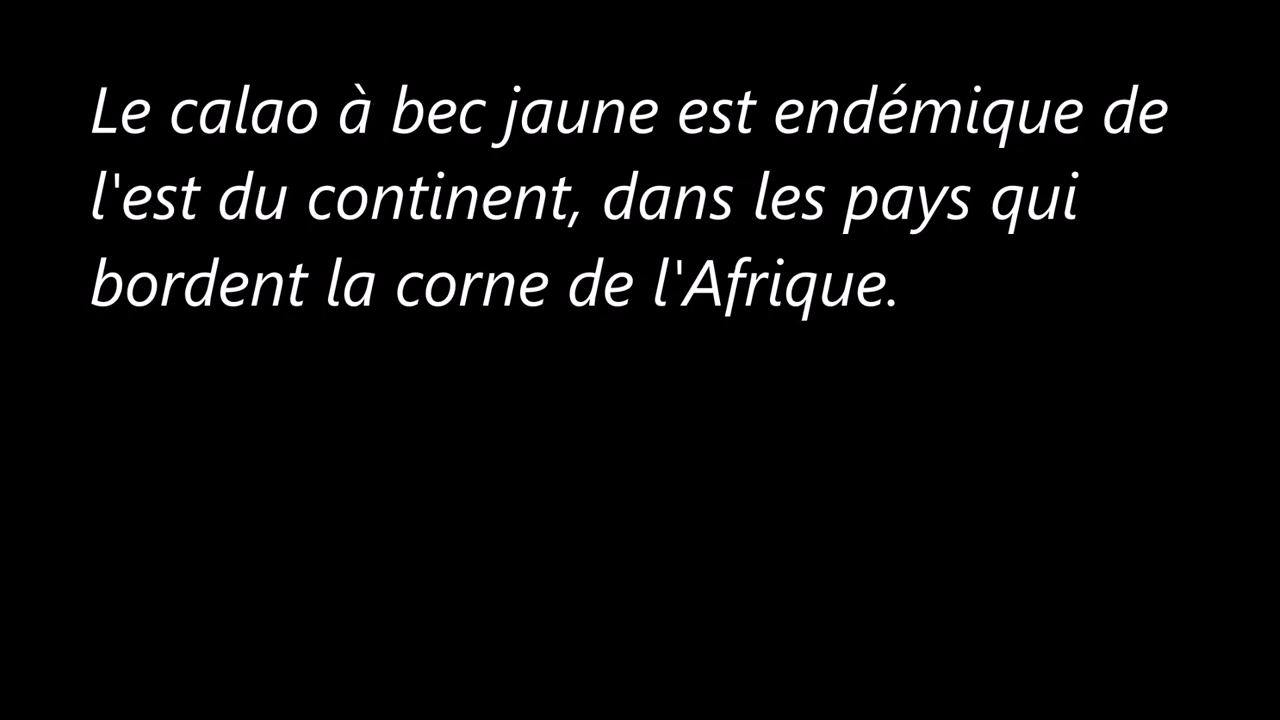 Le calao à bec jaune est endémique de
l'est du continent, dans les pays qui
bordent la corne de l'Afrique.